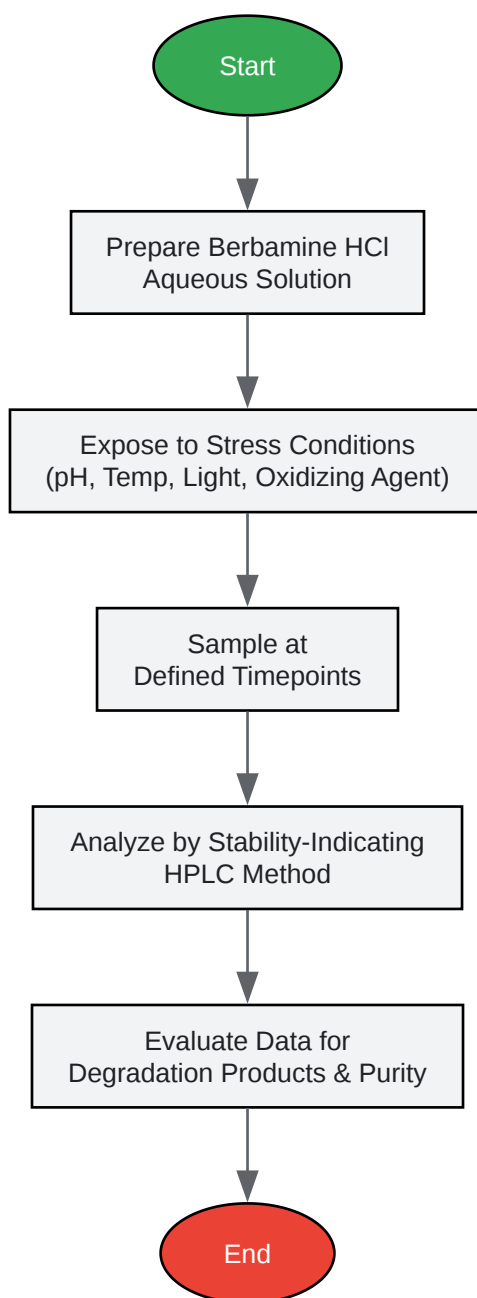 Start
Prepare Berbamine HCl
Aqueous Solution
Expose to Stress Conditions
(pH, Temp, Light, Oxidizing Agent)
Sample at
Defined Timepoints
Analyze by Stability-Indicating
HPLC Method
Evaluate Data for
Degradation Products & Purity
End